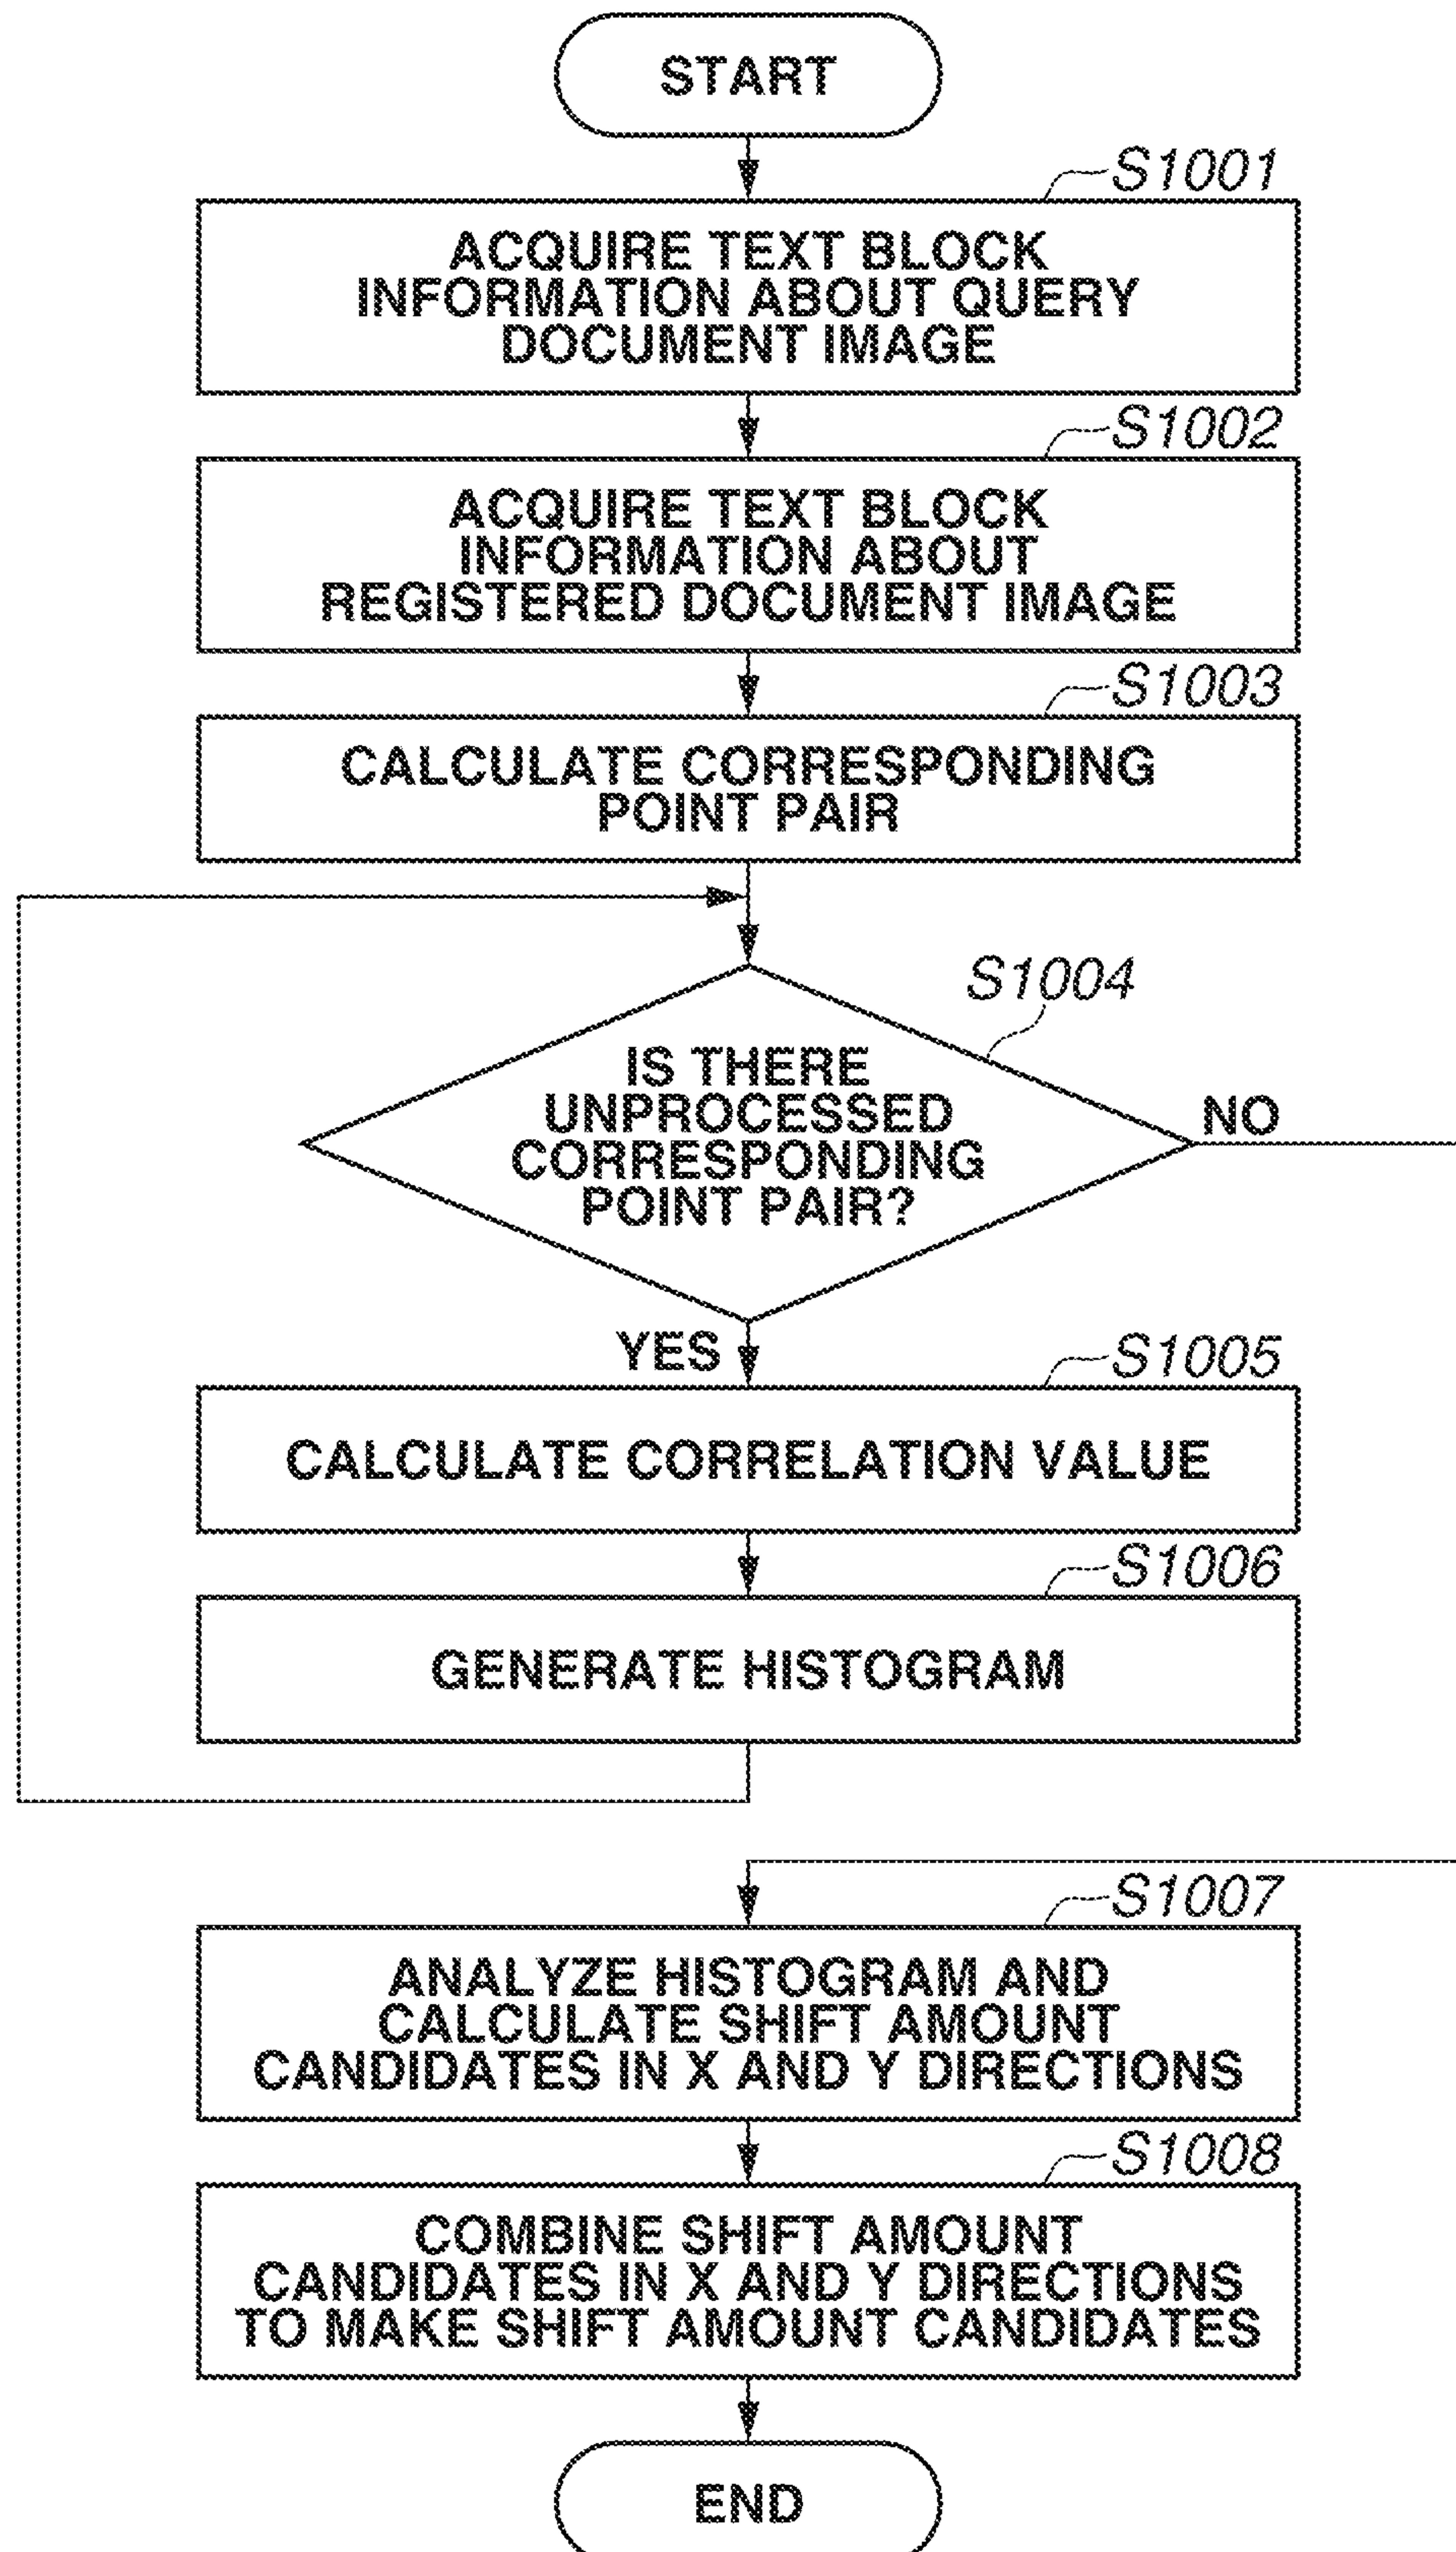 START
S1001
ACQUIRE TEXT BLOCK
INFORMATION ABOUT QUERY
DOCUMENT IMAGE
S1002
ACQUIRE TEXT BLOCK
INFORMATION ABOUT
REGISTERED DOCUMENT IMAGE
S1003
CALCULATE CORRESPONDING
POINT PAIR
S1004
IS THERE
UNPROCESSED
CORRESPONDING
POINT PAIR?
NO
YES
S1005
CALCULATE CORRELATION VALUE
S1006
GENERATE HISTOGRAM
S1007
ANALYZE HISTOGRAM AND
CALCULATE SHIFT AMOUNT
CANDIDATES IN X AND Y DIRECTIONS
S1008
COMBINE SHIFT AMOUNT
CANDIDATES IN X AND Y DIRECTIONS
TO MAKE SHIFT AMOUNT CANDIDATES
END